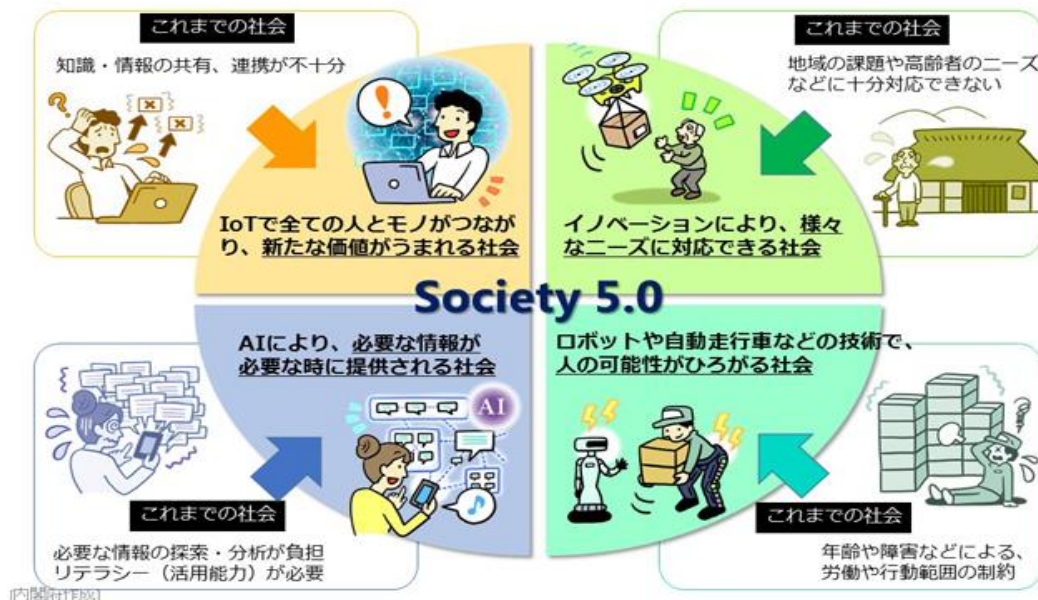 これまでの社会
知識・情報の共有、連携が不十分
IoTで全ての人とモノがつなが
り、新たな価値がうまれる社会
これまでの社会
地域の課題や高齢者のニーズ
などに十分対応できない
イノベーションにより、様々
なニーズに対応できる社会
Society 5.0
AIにより、必要な情報が
必要な時に提供される社会
AI
これまでの社会
必要な情報の探索・分析が負担
リテラシー（活用能力）が必要
ロボットや自動走行車などの技術で、
人の可能性がひろがる社会
これまでの社会
年齢や障害などによる、
労働や行動範囲の制約
[内閣府作成]